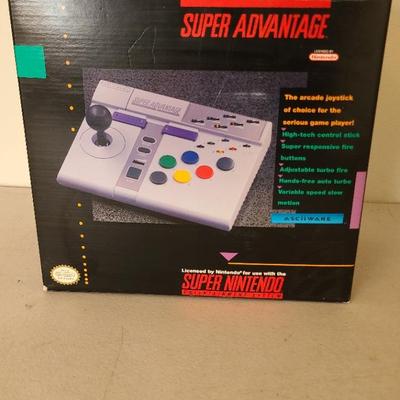 SUPER ADVANTAGE
LICENSED BY
Nintendo
SUPER ADVANTAGE
The arcade joystick
of choice for the
serious game player!
High-tech control stick
Super responsive fire
buttons
Adjustable turbo fire
Hands-free auto turbo
Variable speed slow
motion
ASCIIWARE
Licensed by Nintendo for use with the
SUPER NINTENDO
ENTERTAINMENT SYSTEM